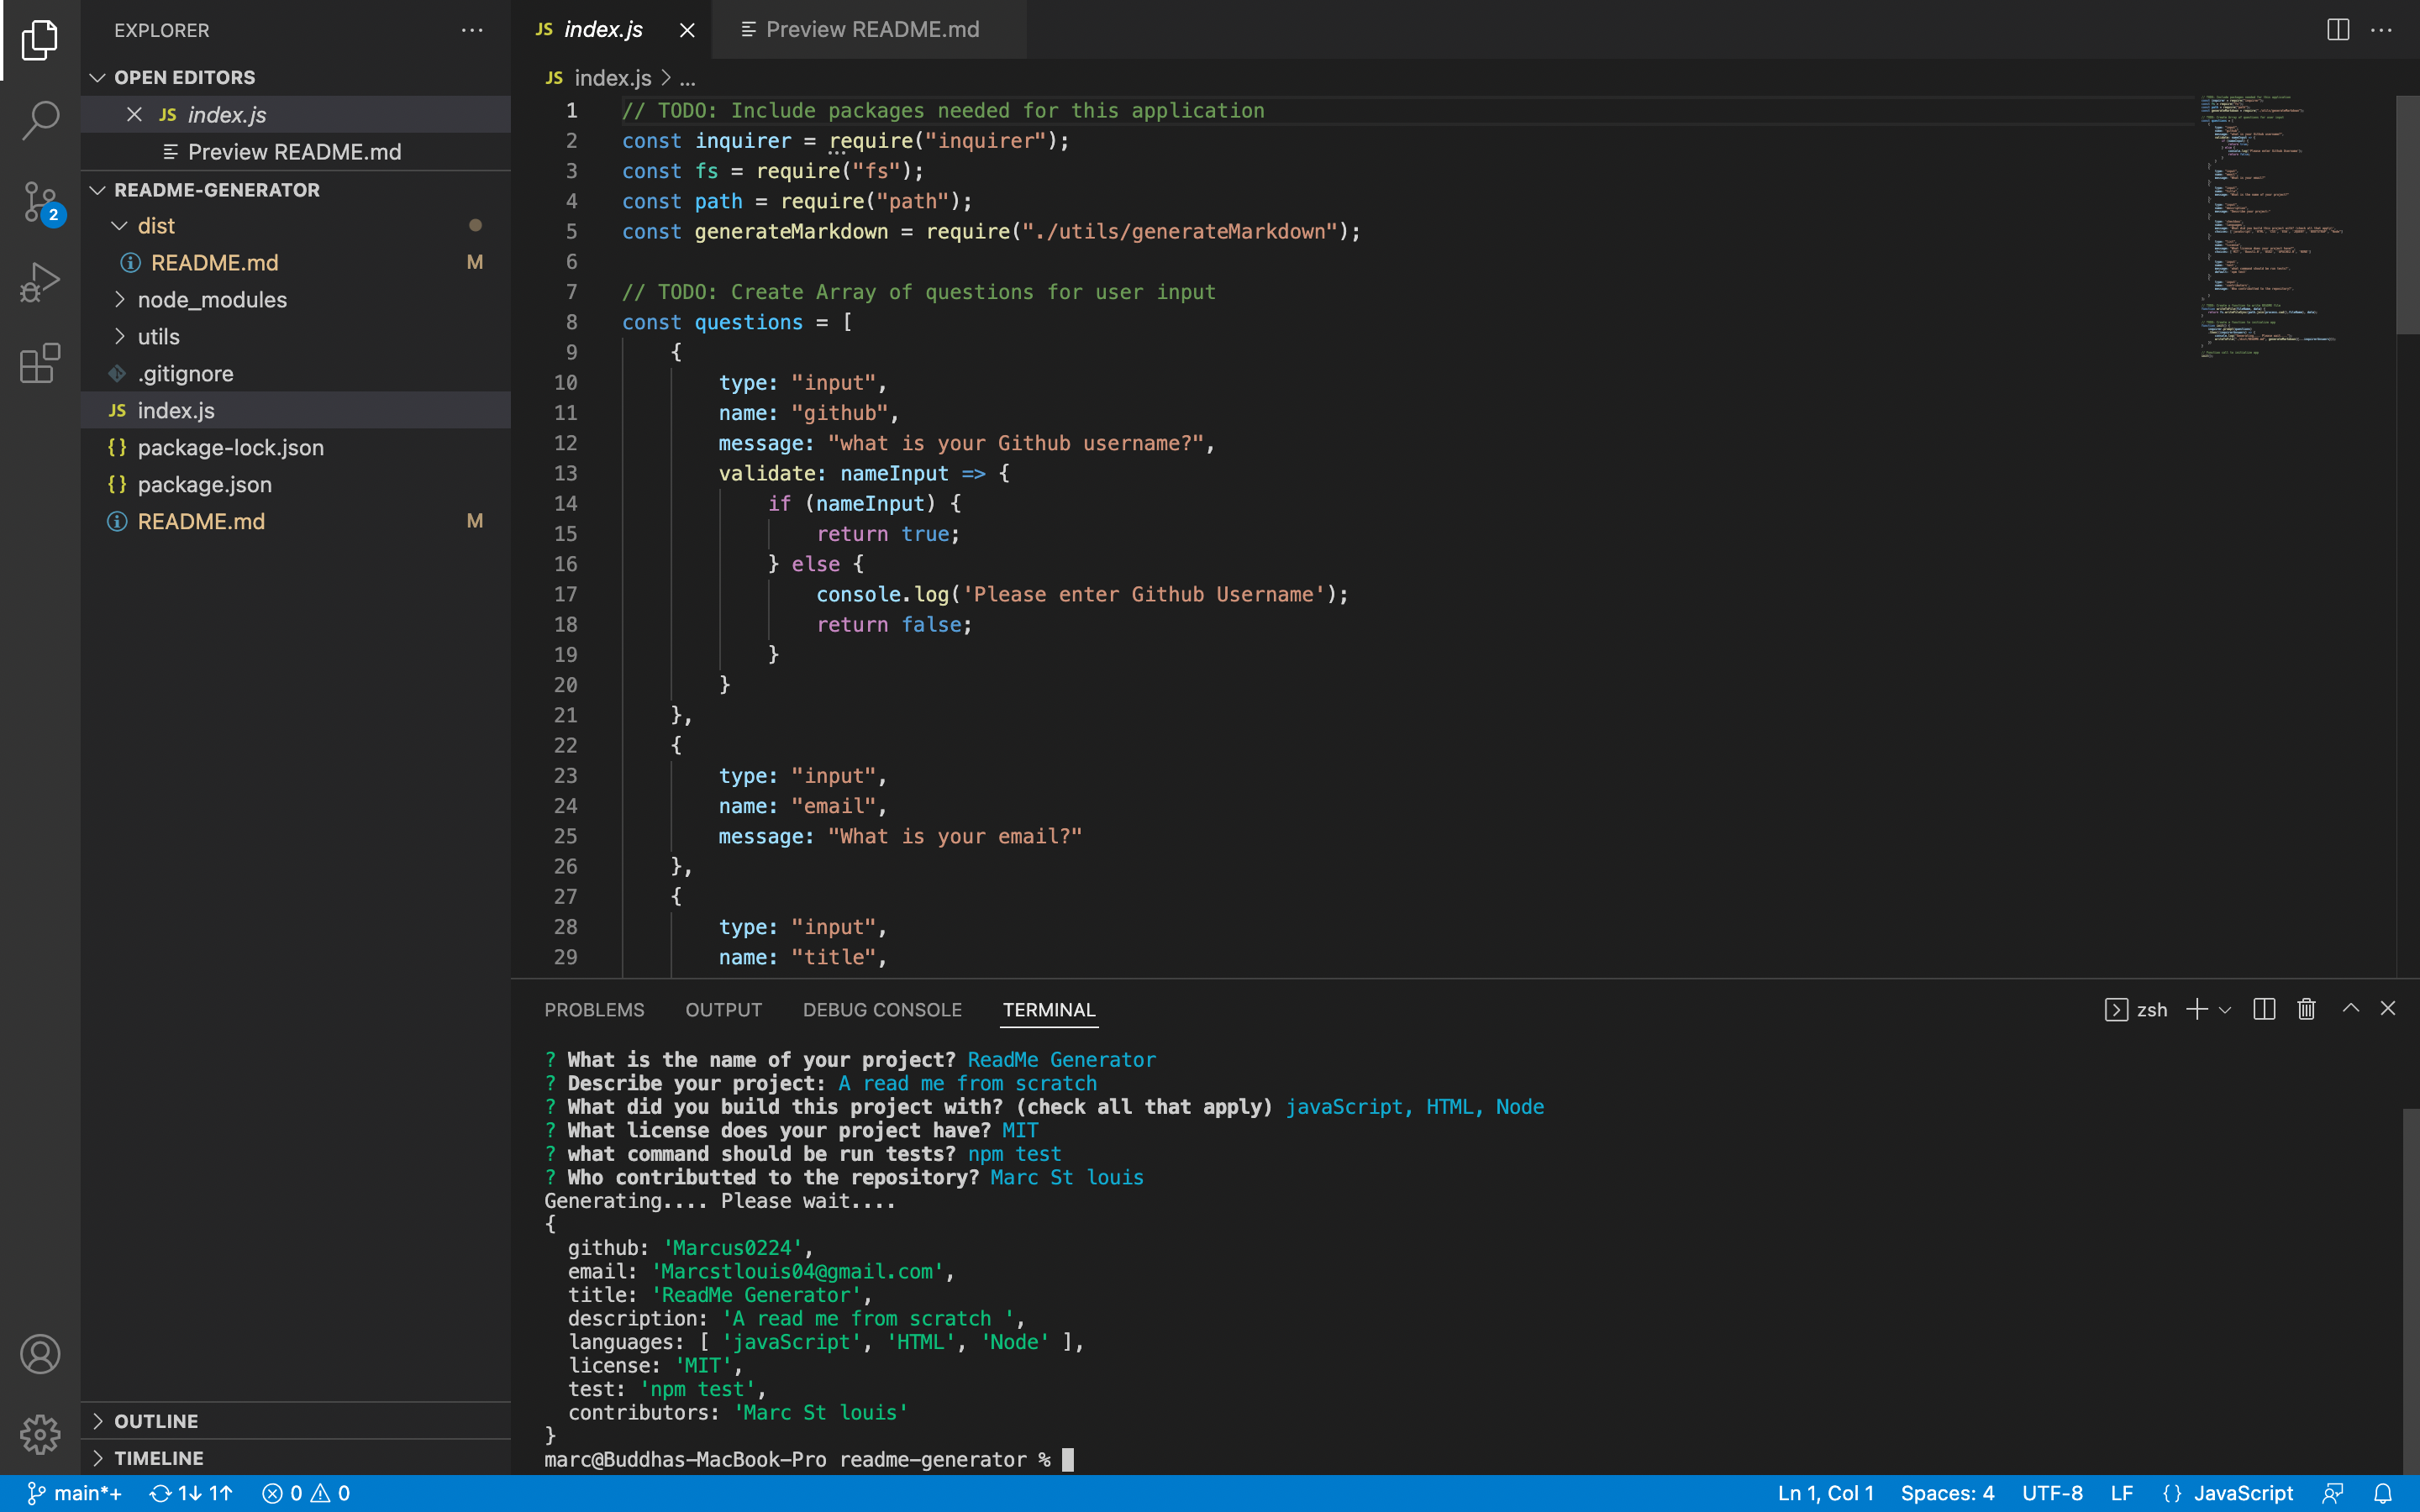 EXPLORER
OPEN EDITORS
JS index.js
Preview README.md
README-GENERATOR
dist
README.md M
node_modules
utils
.gitignore
JS index.js
{} package-lock.json
{} package.json
README.md M
OUTLINE
TIMELINE
2
JS index.js
Preview README.md
JS index.js > ...
1 // TODO: Include packages needed for this application
2 const inquirer = require("inquirer");
3 const fs = require("fs");
4 const path = require("path");
5 const generateMarkdown = require("./utils/generateMarkdown");
6
7 // TODO: Create Array of questions for user input
8 const questions = [
9 {
10 type: "input",
11 name: "github",
12 message: "what is your Github username?",
13 validate: nameInput => {
14 if (nameInput) {
15 return true;
16 } else {
17 console.log('Please enter Github Username');
18 return false;
19 }
20 }
21 },
22 {
23 type: "input",
24 name: "email",
25 message: "What is your email?"
26 },
27 {
28 type: "input",
29 name: "title",
PROBLEMS OUTPUT DEBUG CONSOLE TERMINAL
zsh
? What is the name of your project? ReadMe Generator
? Describe your project: A read me from scratch
? What did you build this project with? (check all that apply) javaScript, HTML, Node
? What license does your project have? MIT
? what command should be run tests? npm test
? Who contributted to the repository? Marc St louis
Generating.... Please wait....
{
github: 'Marcus0224',
email: 'Marcstlouis04@gmail.com',
title: 'ReadMe Generator',
description: 'A read me from scratch ',
languages: [ 'javaScript', 'HTML', 'Node' ],
license: 'MIT',
test: 'npm test',
contributors: 'Marc St louis'
}
marc@Buddhas-MacBook-Pro readme-generator %
main*+ 1↓ 1↑ 0 0
Ln 1, Col 1 Spaces: 4 UTF-8 LF {} JavaScript